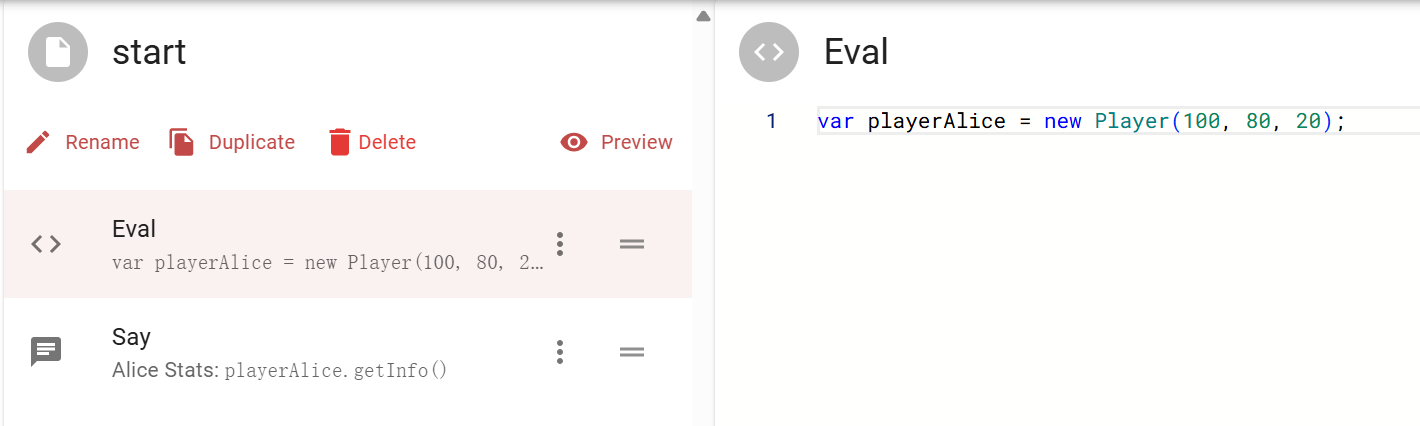 start
Rename
Duplicate
Delete
Preview
Eval
var playerAlice = new Player(100, 80, 2...
Say
Alice Stats: playerAlice.getInfo()
Eval
1 var playerAlice = new Player(100, 80, 20);